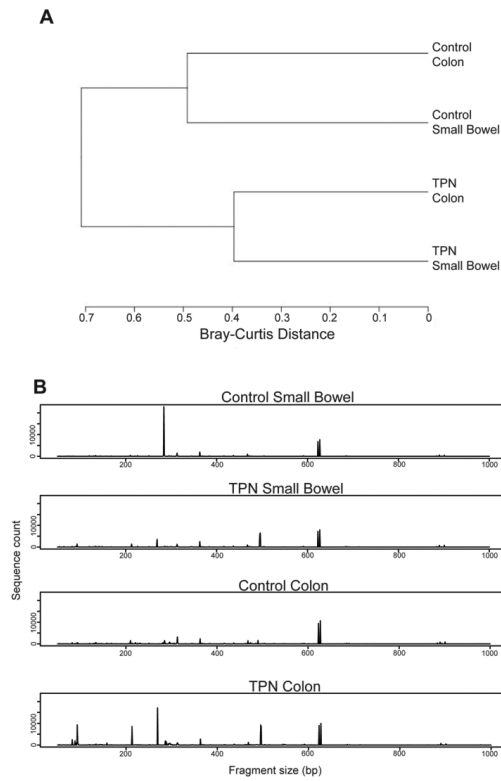 A
Control
Colon
Control
Small Bowel
TPN
Colon
TPN
Small Bowel
0.7 0.6 0.5 0.4 0.3 0.2 0.1 0
Bray-Curtis Distance
B
Control Small Bowel
0 10000
200 400 600 800 1000
TPN Small Bowel
0 10000
200 400 600 800 1000
Sequence count
Control Colon
0 10000
200 400 600 800 1000
TPN Colon
0 10000
200 400 600 800 1000
Fragment size (bp)